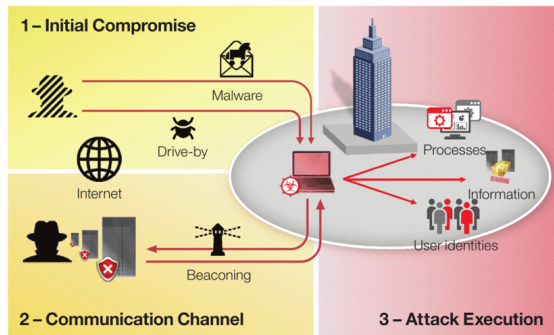 1 – Initial Compromise
Malware
Drive-by
Internet
Processes
Information
User identities
Beaconing
2 – Communication Channel
3 – Attack Execution